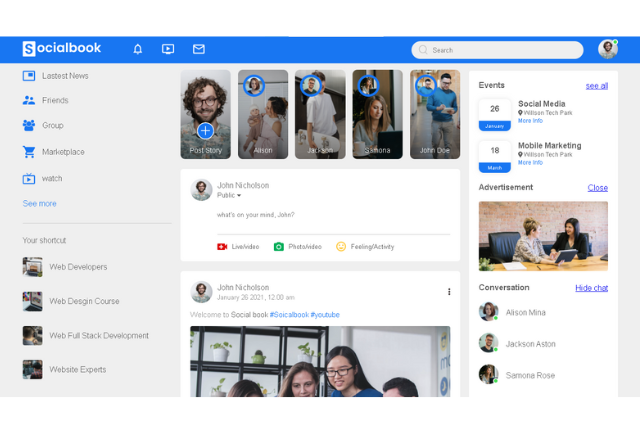 Socialbook
Search
Lastest News
Friends
Group
Marketplace
watch
See more
Your shortcut
Web Developers
Web Desgin Course
Web Full Stack Development
Website Experts
Post Story
Alison
Jackson
Samona
John Doe
John Nicholson
Public
what's on your mind, John?
Live/video
Photo/video
Feeling/Activity
John Nicholson
January 28 2021, 12:00 am
Welcome to Social book #Soicalbook #youtube
Events
see all
26
January
Social Media
Willson Tech Park
More Info
18
March
Mobile Marketing
Willson Tech Park
More Info
Advertisement
Close
Conversation
Hide chat
Alison Mina
Jackson Aston
Samona Rose